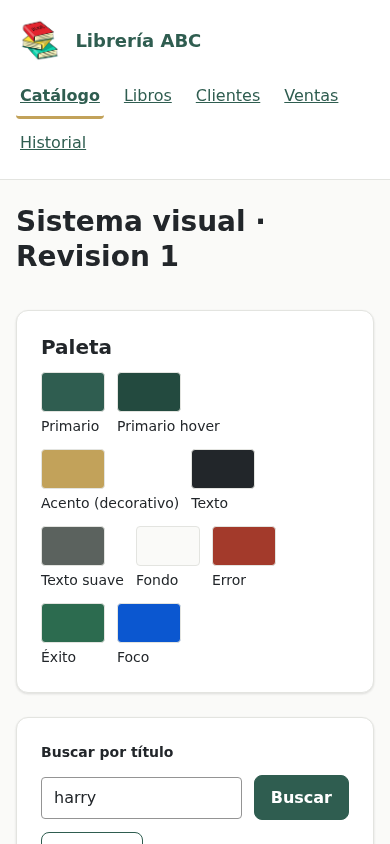 Librería ABC
Catálogo Libros Clientes Ventas
Historial
Sistema visual ·
Revision 1
Paleta
Primario Primario hover
Acento (decorativo) Texto
Texto suave Fondo Error
Éxito Foco
Buscar por título
harry Buscar